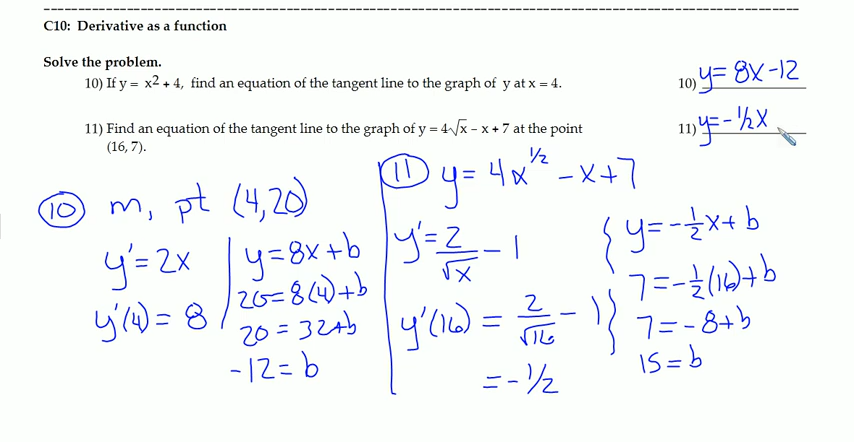 C10: Derivative as a function
Solve the problem.
10) If y = x² + 4, find an equation of the tangent line to the graph of y at x = 4.
10) y = 8x - 12
11) Find an equation of the tangent line to the graph of y = 4√x - x + 7 at the point
(16, 7).
11) y = - ½x
⑩ m, pt (4,20)
y' = 2x
y'(4) = 8
y = 8x + b
20 = 8(4) + b
20 = 32 + b
-12 = b
⑪ y = 4x^1/2 - x + 7
y' = 2/√x - 1
y'(16) = 2/√16 - 1
= - 1/2
y = - 1/2 x + b
7 = - 1/2 (16) + b
7 = - 8 + b
15 = b